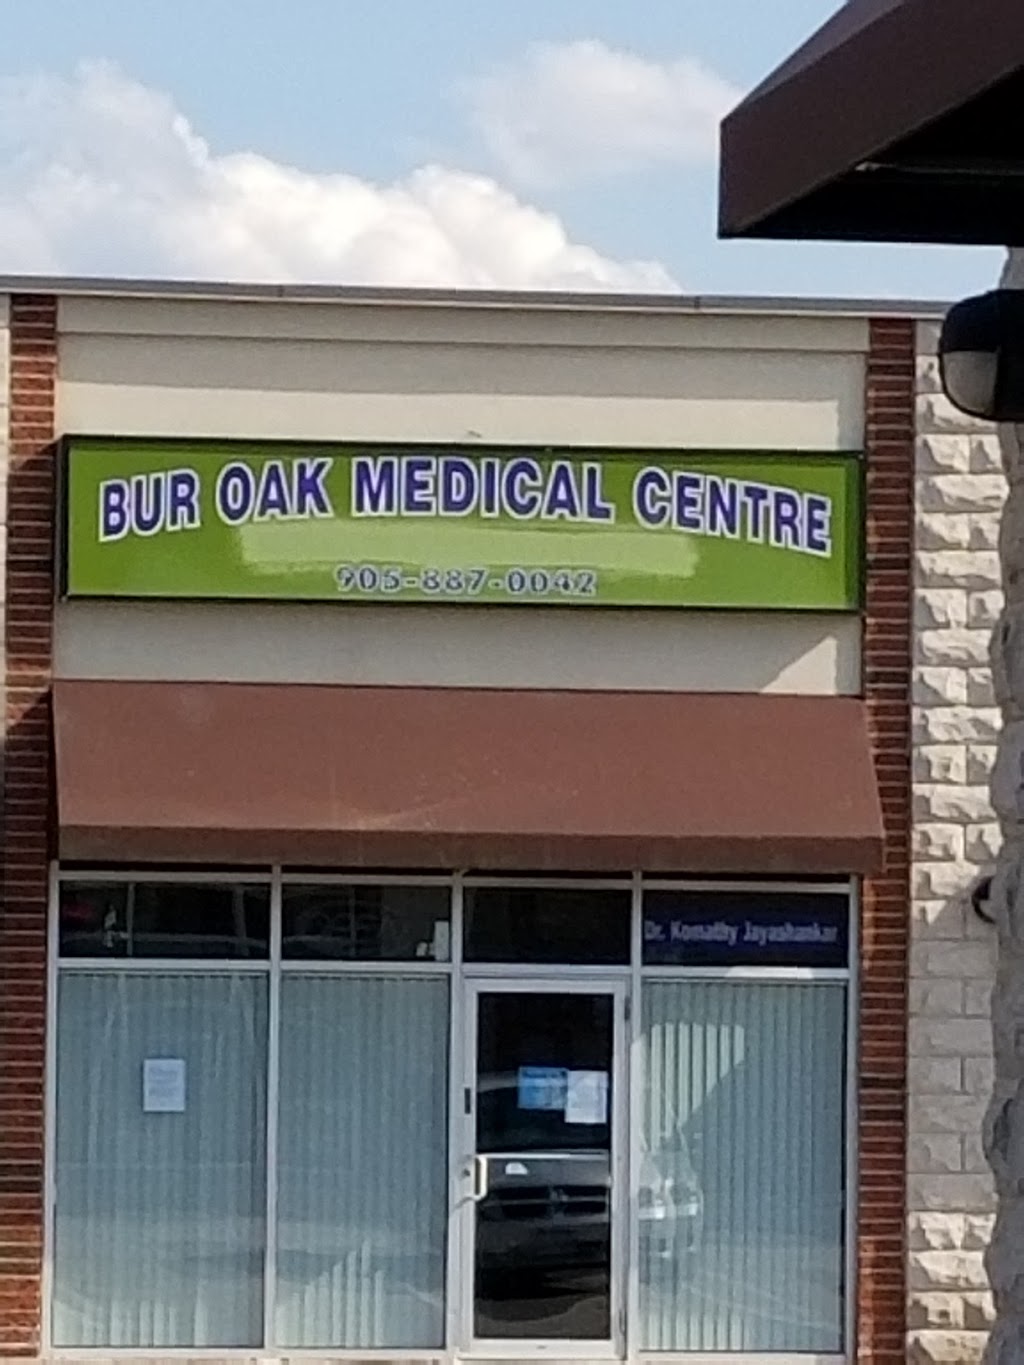 BUR OAK MEDICAL CENTRE
905-887-0042
Dr. Komathy Jayashankar